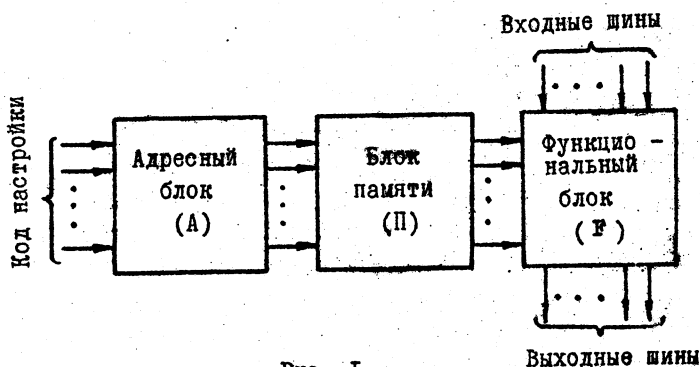 Входные шины
Код настройки
Адресный
блок
(А)
Блок
памяти
(П)
Функцио -
нальный
блок
( F )
Выходные шины